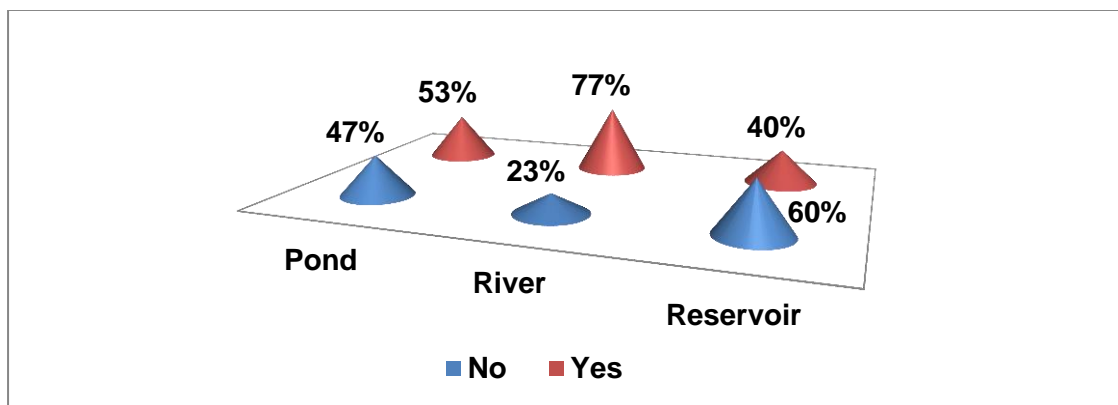 77%
53%
40%
47%
23%
60%
Pond
River
Reservoir
No Yes